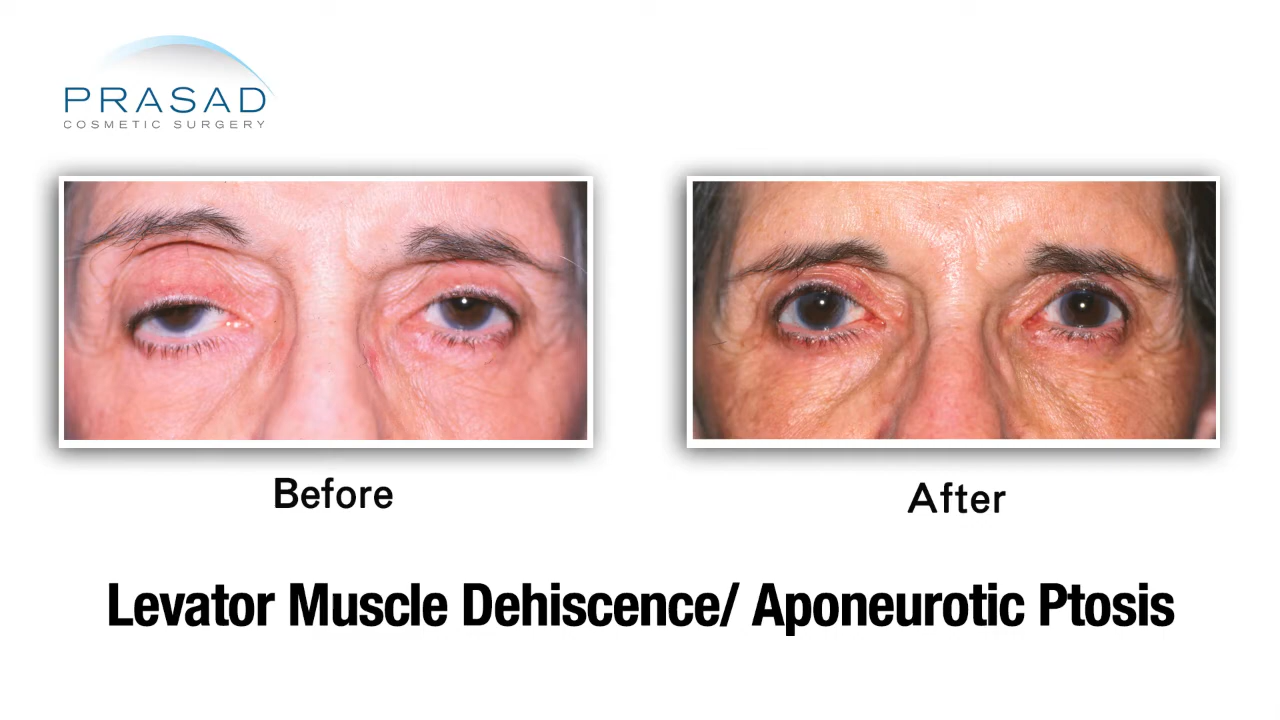 PRASAD
COSMETIC SURGERY
Before
After
Levator Muscle Dehiscence/ Aponeurotic Ptosis